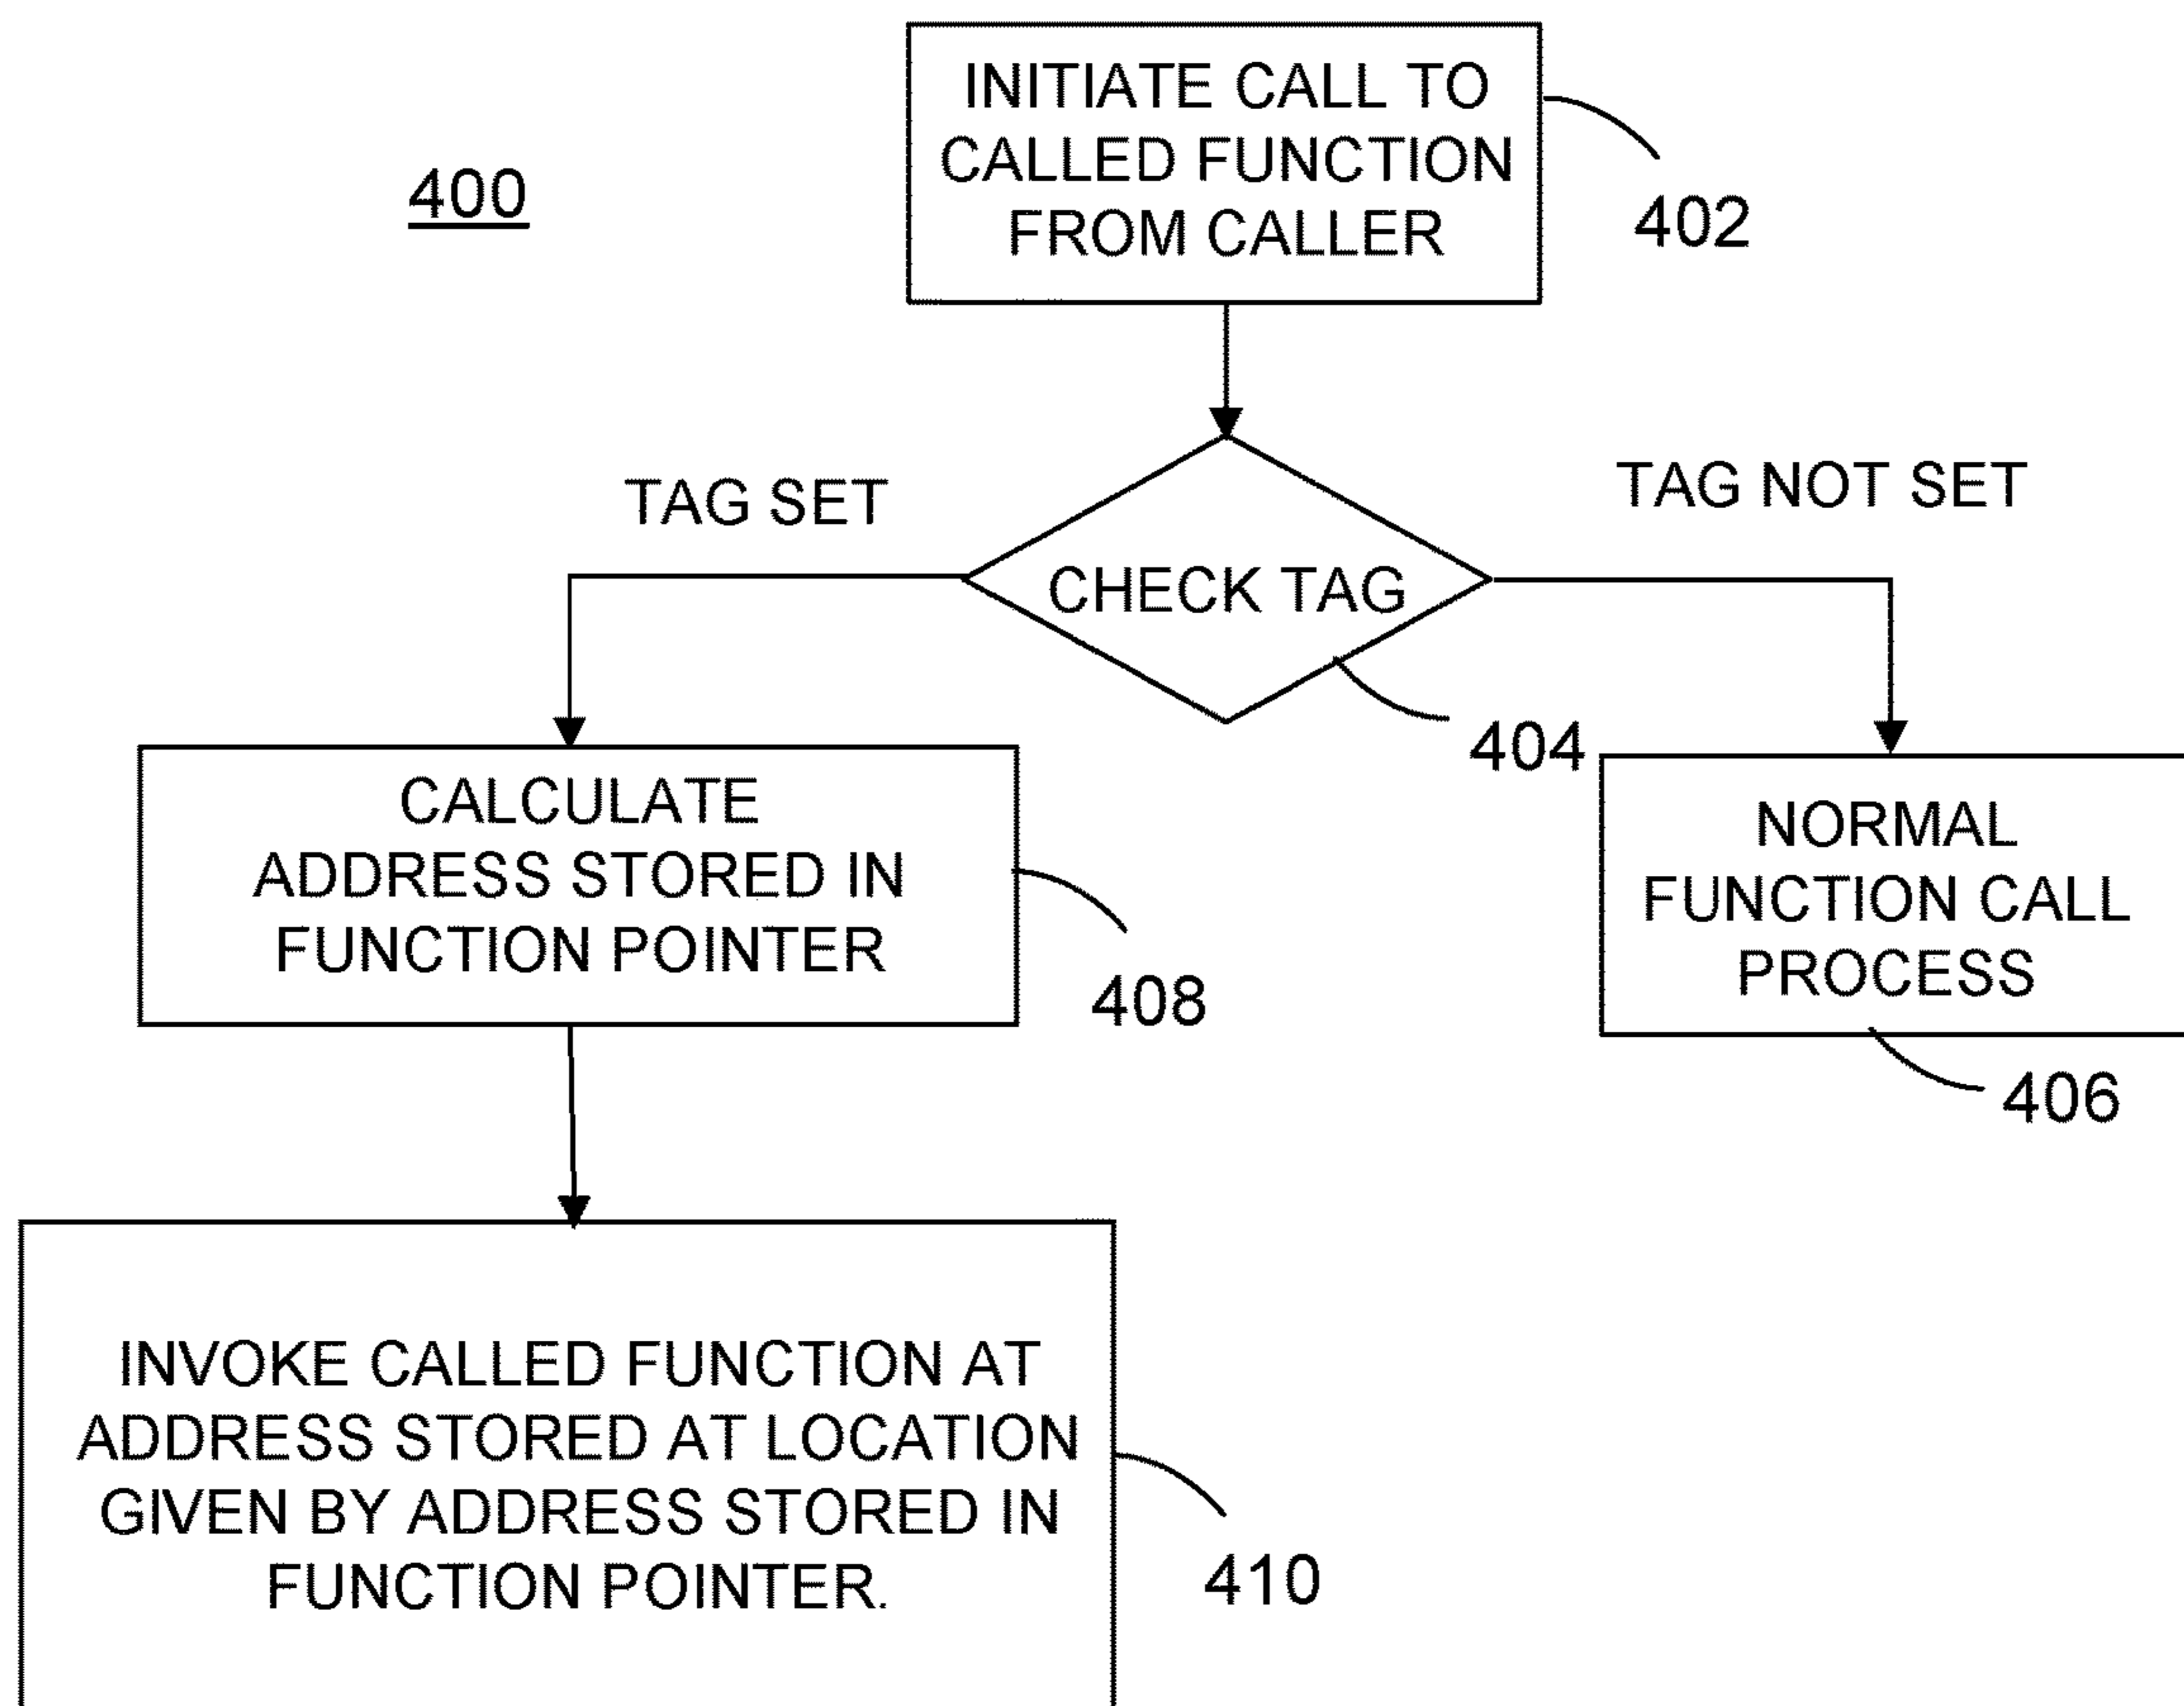 INITIATE CALL TO
CALLED FUNCTION
FROM CALLER
400
402
TAG SET
TAG NOT SET
CHECK TAG
404
CALCULATE
ADDRESS STORED IN
FUNCTION POINTER
408
NORMAL
FUNCTION CALL
PROCESS
406
INVOKE CALLED FUNCTION AT
ADDRESS STORED AT LOCATION
GIVEN BY ADDRESS STORED IN
FUNCTION POINTER.
410